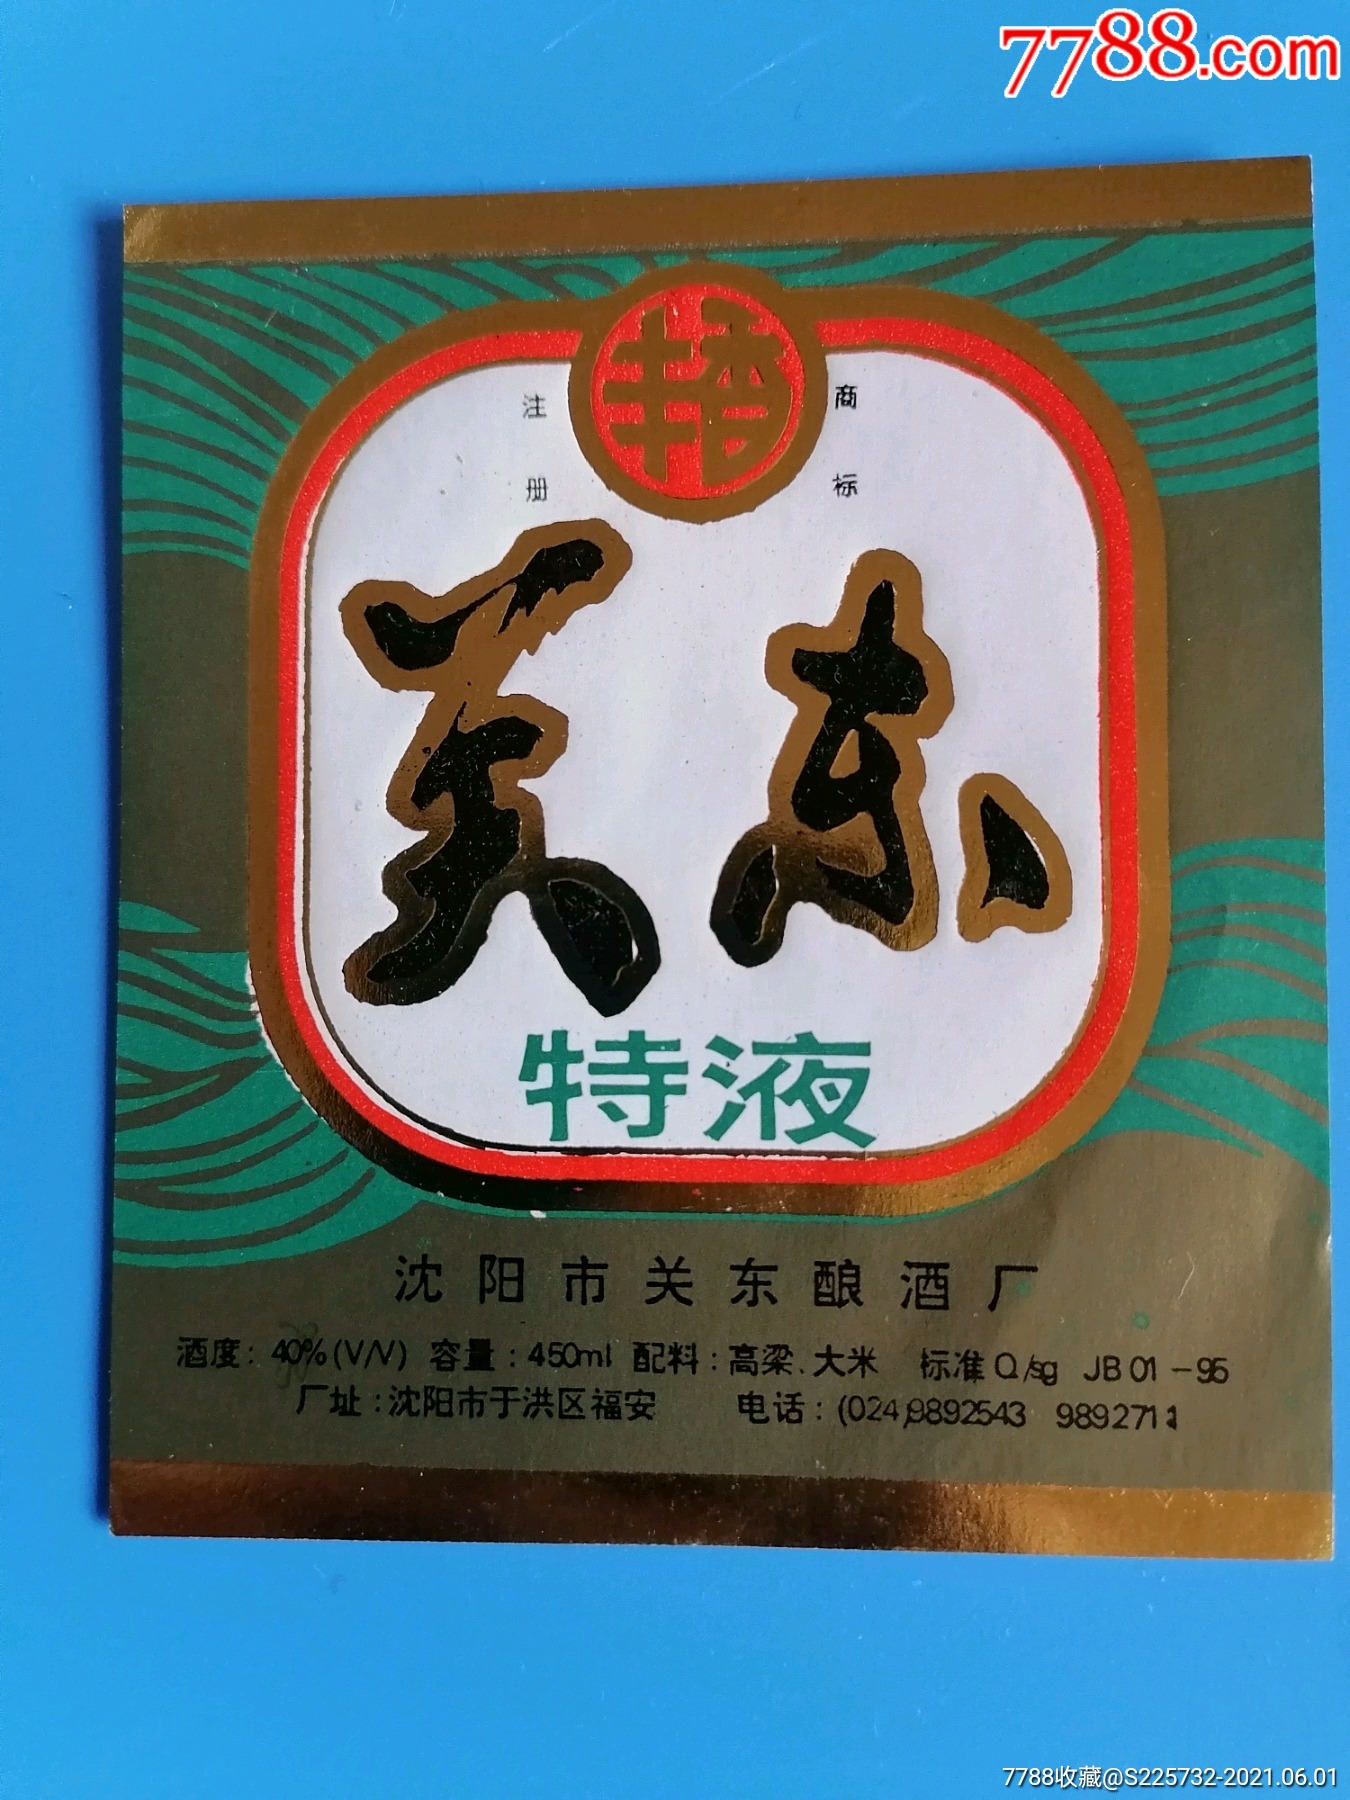 7788.com
注册 商标
关东
特液
沈阳市关东酿酒厂
酒度: 40%(V/V) 容量:450ml 配料:高粱、大米 标准Q/sg JB01-95
厂址:沈阳市于洪区福安 电话:(024)9892543 9892711
7788收藏@S225732-2021.06.01